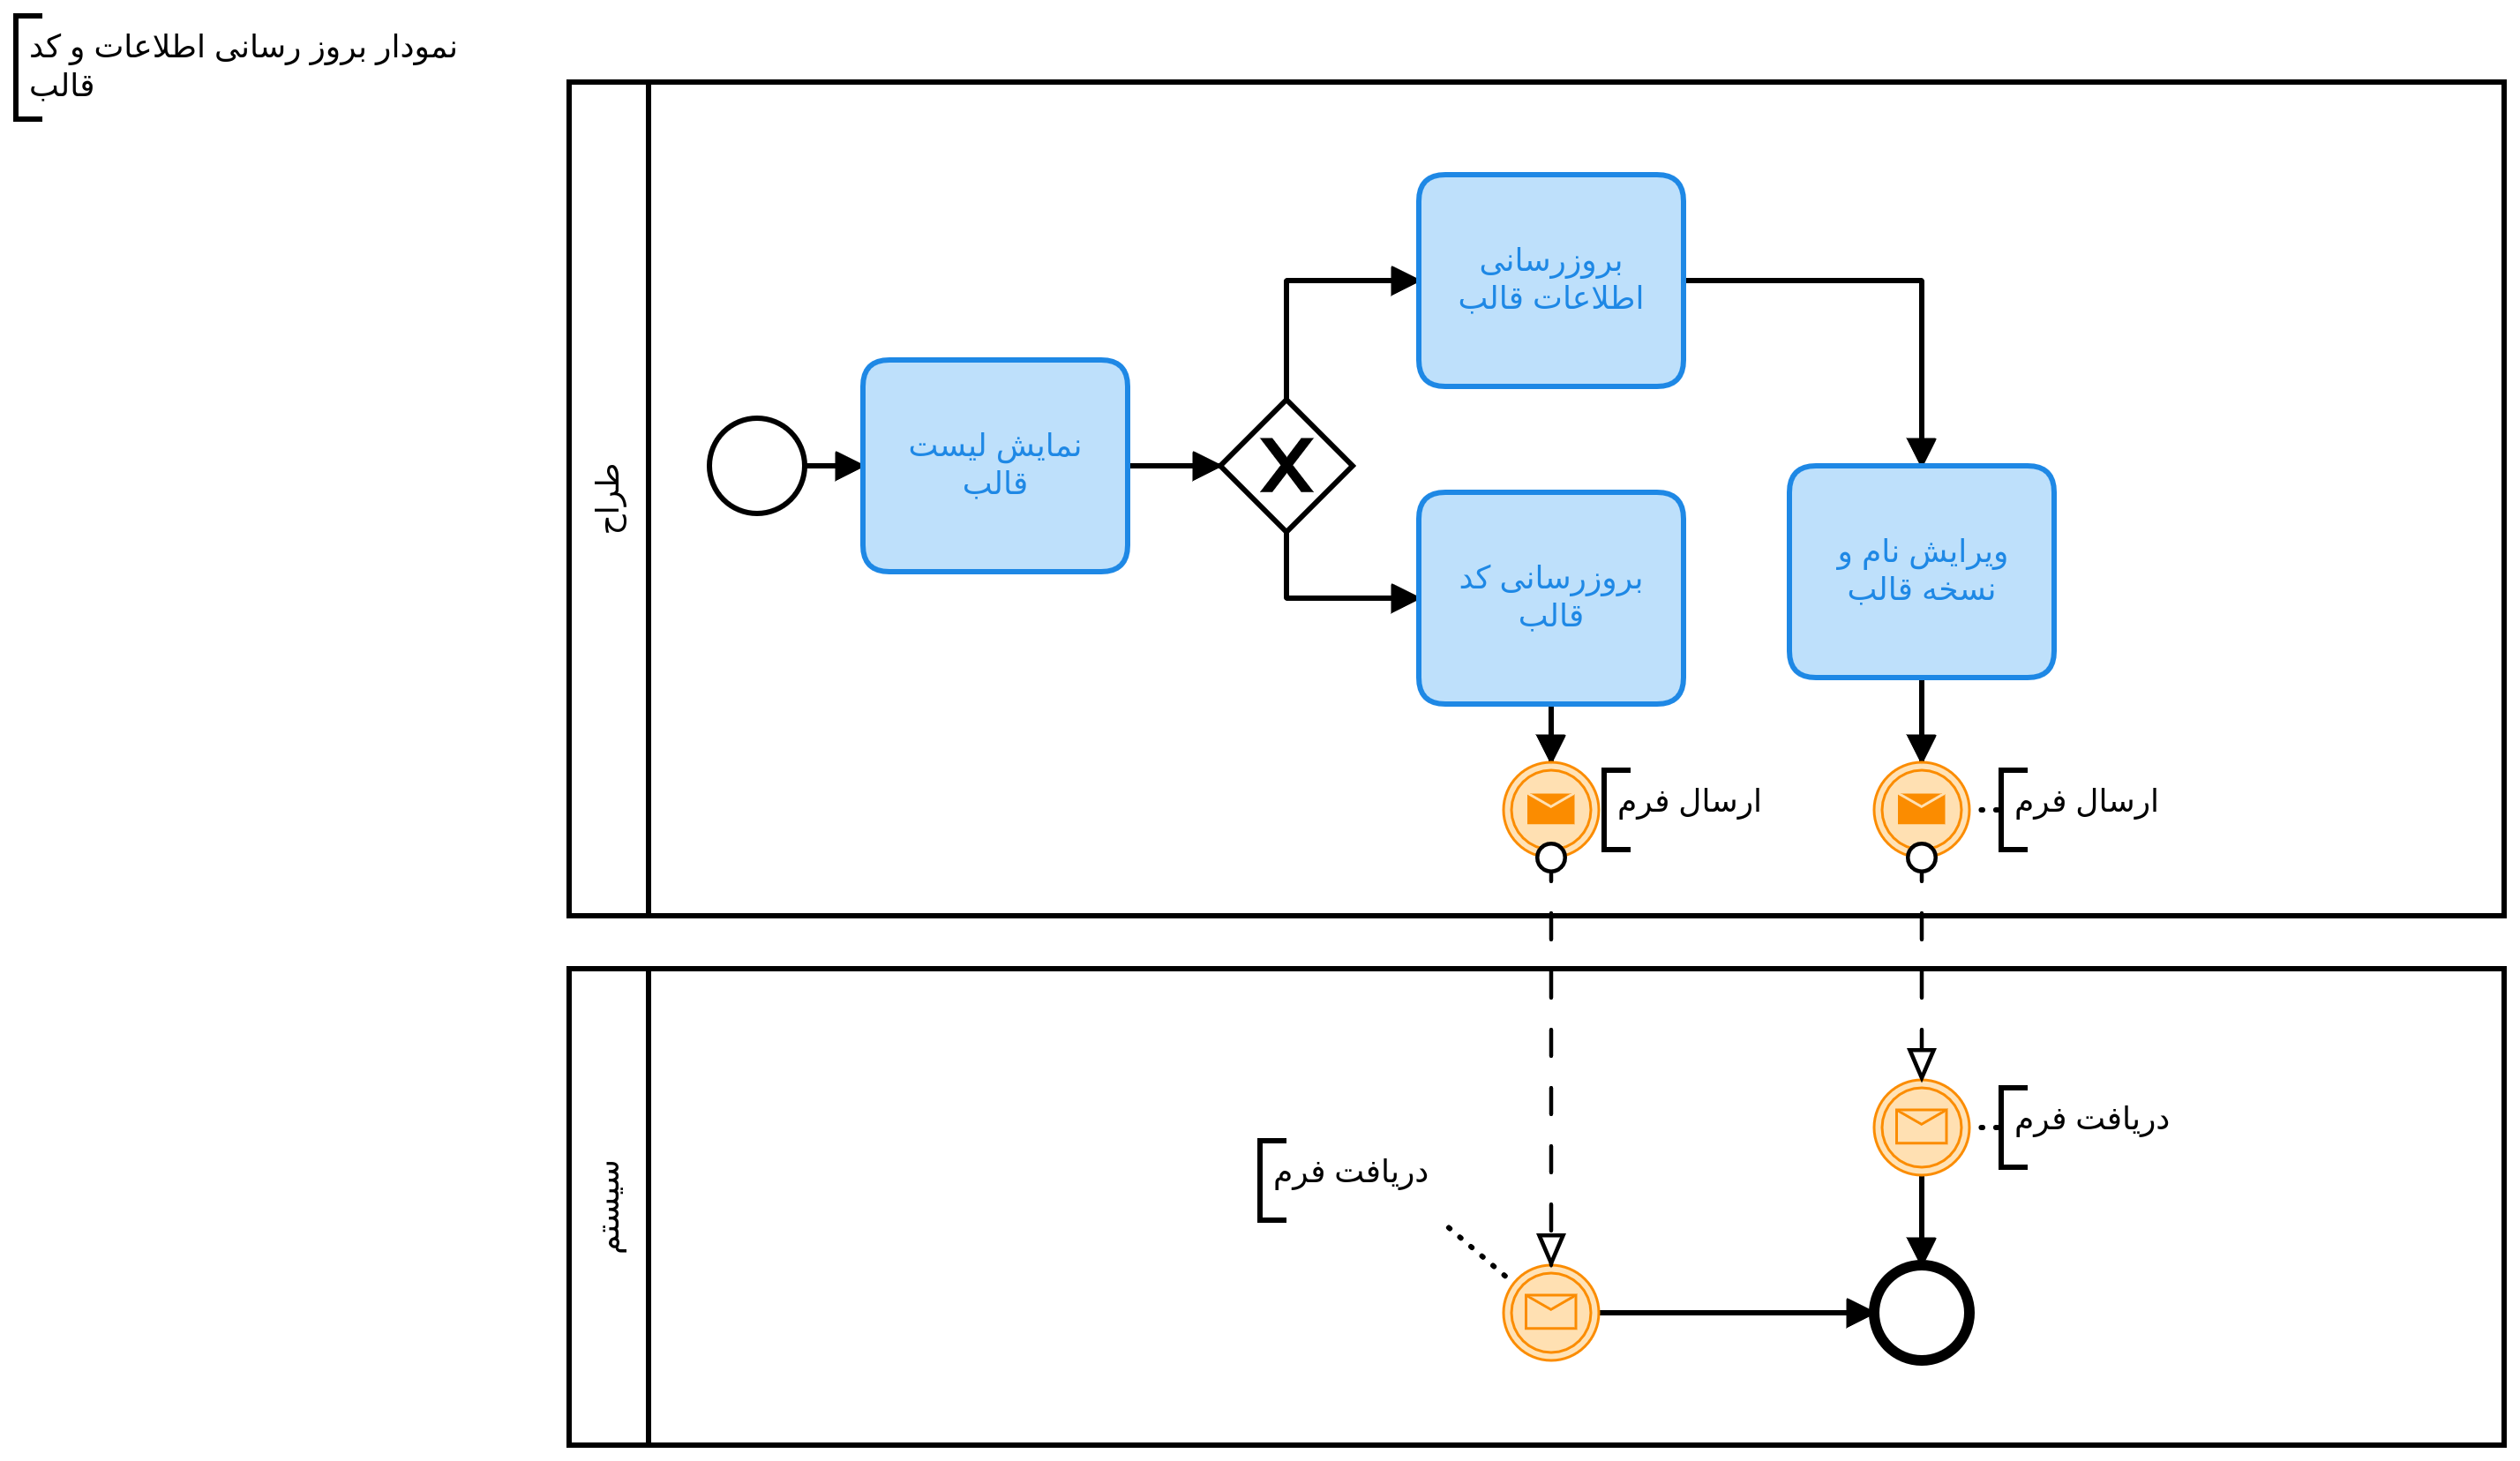 نمودار بروز رسانی اطلاعات و کد
قالب
طراح
نمایش لیست
قالب
X
بروزرسانی
اطلاعات قالب
بروزرسانی کد
قالب
ویرایش نام و
نسخه قالب
ارسال فرم
ارسال فرم
سیستم
دریافت فرم
دریافت فرم